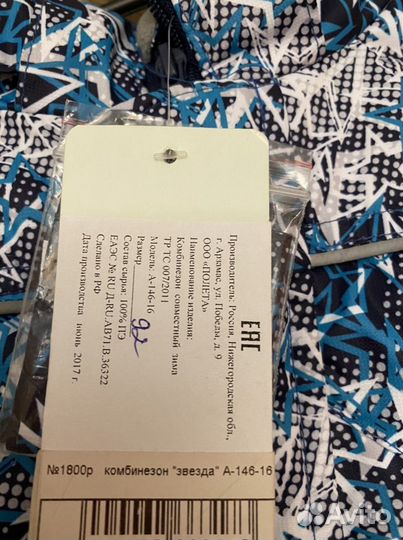 ЕАС
Производитель: Россия, Нижегородская обл.,
г. Арзамас, ул. Победы, д. 9
ООО «ПОЛЕТА»
Наименование изделия:
Комбинезон совместный зима
ТР ТС 007/2011
Модель: А-146-16
Размер 92
Состав сырья: 100% ПЭ
ЕАЭС № RU Д-RU.АВ71.В.36322
Сделано в РФ
Дата производства июнь 2017 г.
№1800р комбинезон "звезда" А-146-16
Avito